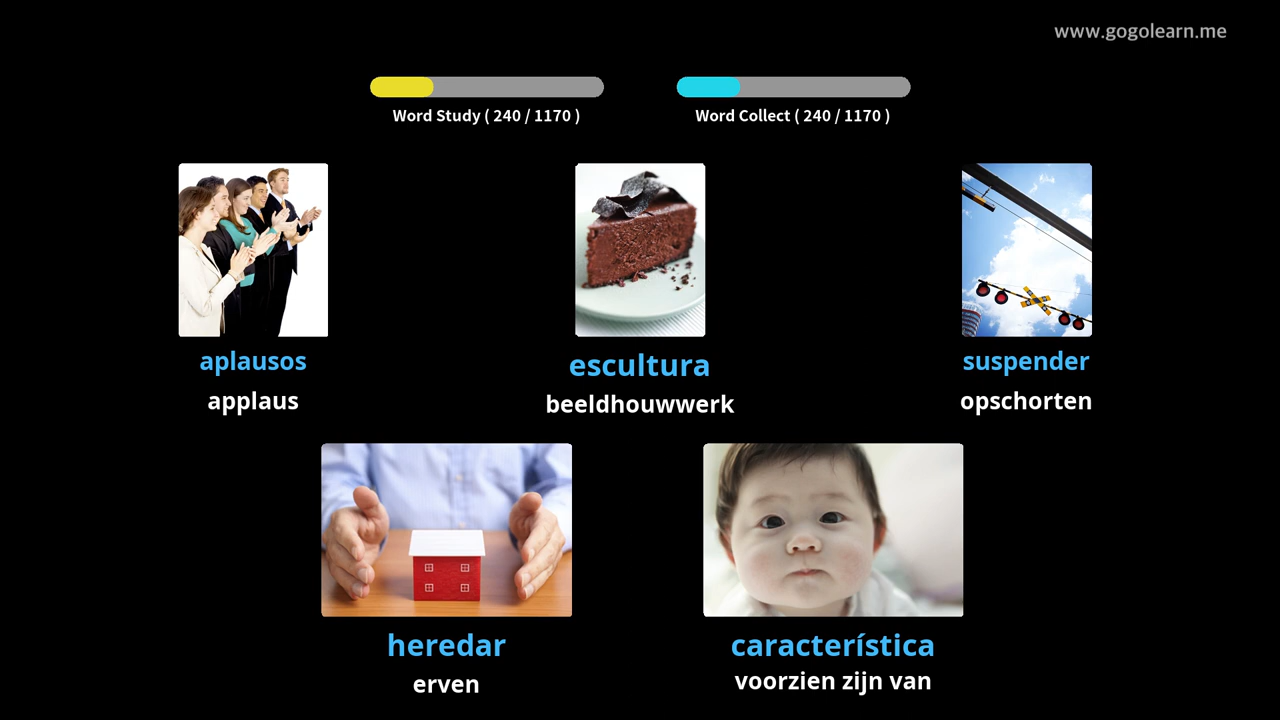 www.gogolearn.me
Word Study ( 240 / 1170 )
Word Collect ( 240 / 1170 )
aplausos
applaus
escultura
beeldhouwwerk
suspender
opschorten
heredar
erven
característica
voorzien zijn van